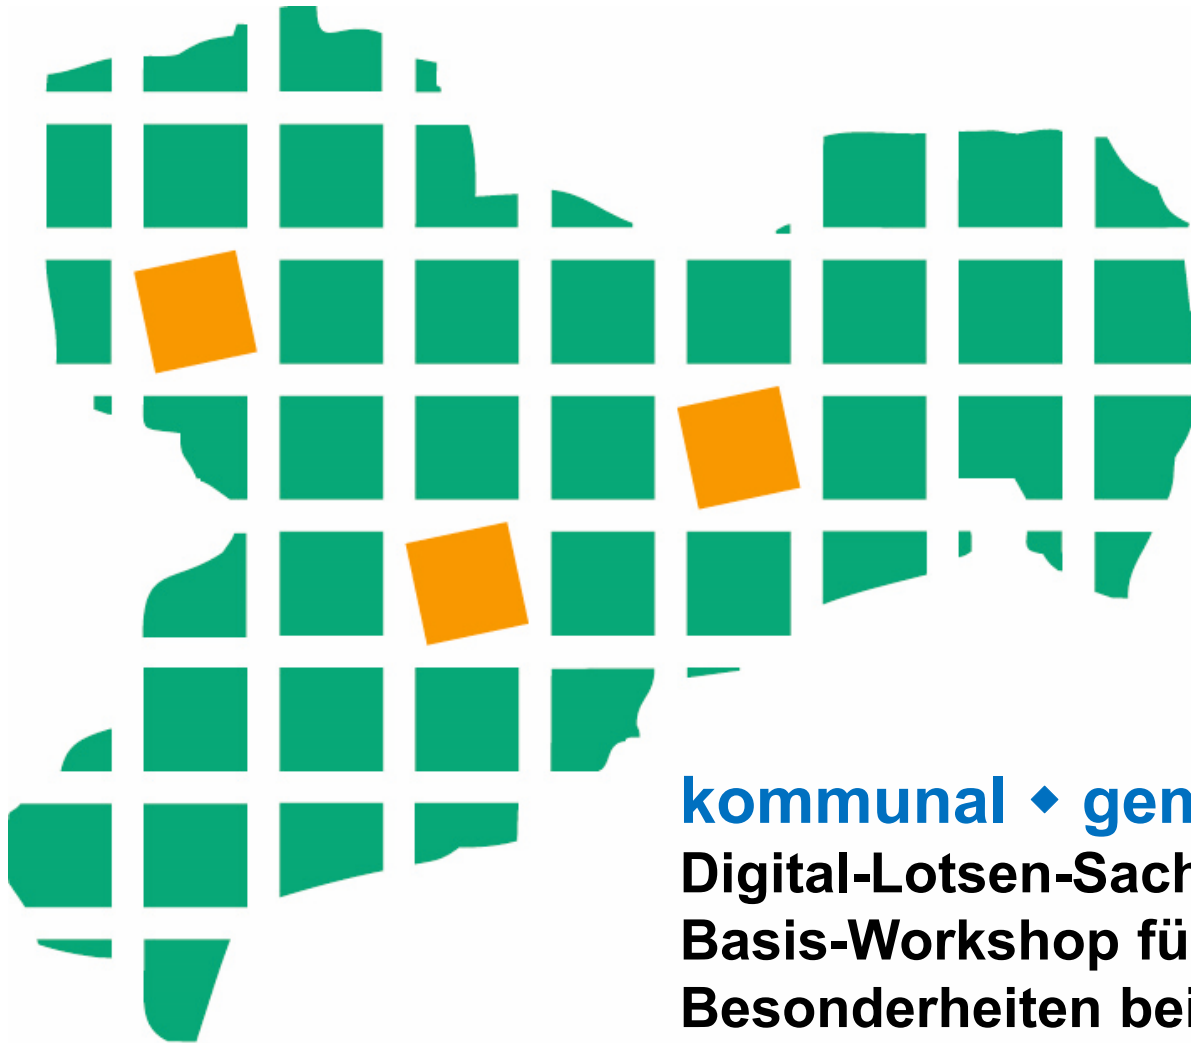 kommunal ◆ gen
Digital-Lotsen-Sach
Basis-Workshop fü
Besonderheiten bei